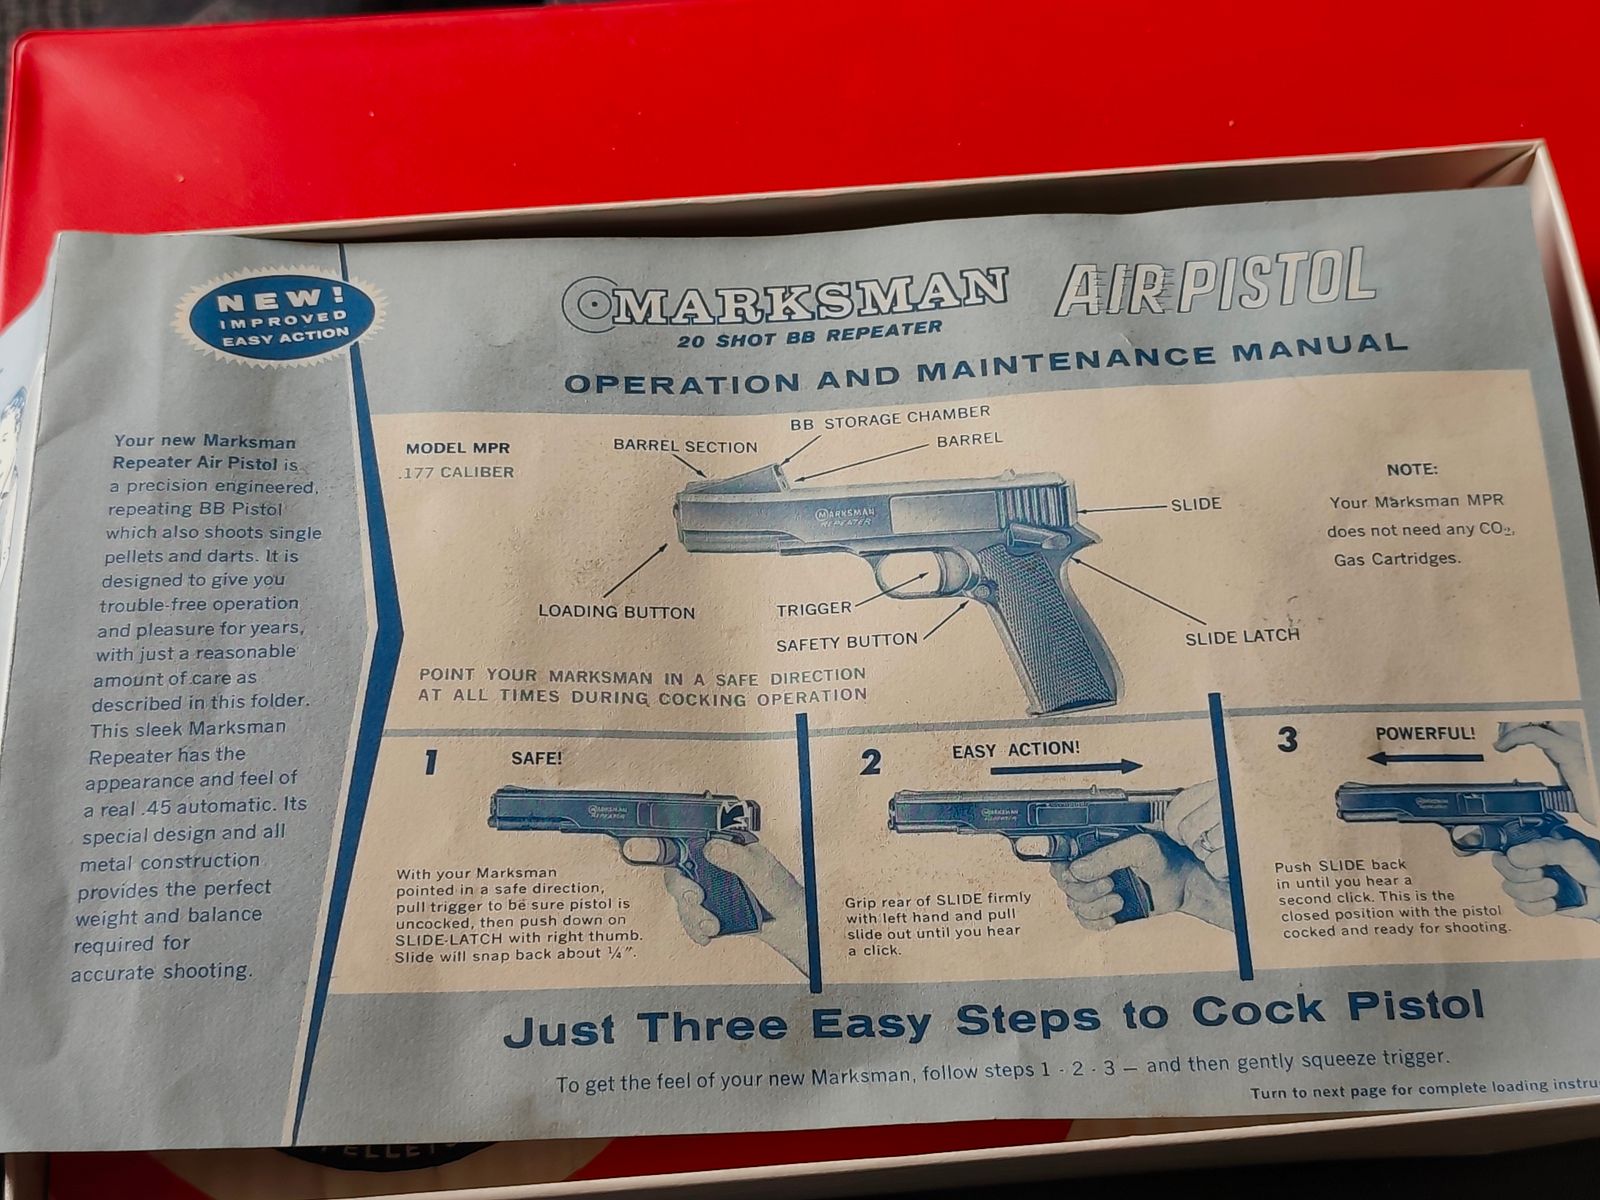 NEW!
IMPROVED
EASY ACTION
MARKSMAN AIR PISTOL
20 SHOT BB REPEATER
OPERATION AND MAINTENANCE MANUAL
Your new Marksman
Repeater Air Pistol is
a precision engineered,
repeating BB Pistol
which also shoots single
pellets and darts. It is
designed to give you
trouble-free operation
and pleasure for years,
with just a reasonable
amount of care as
described in this folder.
This sleek Marksman
Repeater has the
appearance and feel of
a real .45 automatic. Its
special design and all
metal construction
provides the perfect
weight and balance
required for
accurate shooting.
MODEL MPR
.177 CALIBER
BB STORAGE CHAMBER
BARREL SECTION
BARREL
SLIDE
MARKSMAN
REPEATER
LOADING BUTTON
TRIGGER
SAFETY BUTTON
SLIDE LATCH
NOTE:
Your Marksman MPR
does not need any CO₂,
Gas Cartridges.
POINT YOUR MARKSMAN IN A SAFE DIRECTION
AT ALL TIMES DURING COCKING OPERATION
1 SAFE!
MARKSMAN
REPEATER
With your Marksman
pointed in a safe direction,
pull trigger to be sure pistol is
uncocked, then push down on
SLIDE-LATCH with right thumb.
Slide will snap back about ¼".
2 EASY ACTION!
MARKSMAN
REPEATER
Grip rear of SLIDE firmly
with left hand and pull
slide out until you hear
a click.
3 POWERFUL!
MARKSMAN
REPEATER
Push SLIDE back
in until you hear a
second click. This is the
closed position with the pistol
cocked and ready for shooting.
Just Three Easy Steps to Cock Pistol
To get the feel of your new Marksman, follow steps 1 - 2 - 3 — and then gently squeeze trigger.
Turn to next page for complete loading instru
PELLETS